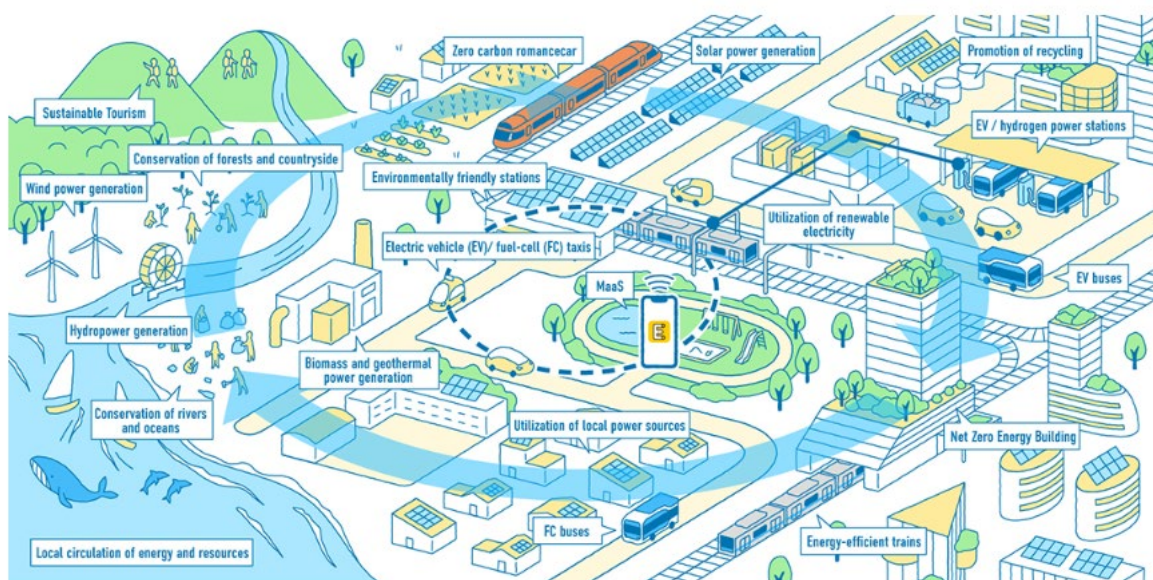 Zero carbon romancecar
Solar power generation
Promotion of recycling
Sustainable Tourism
EV / hydrogen power stations
Conservation of forests and countryside
Environmentally friendly stations
Wind power generation
Utilization of renewable
electricity
Electric vehicle (EV)/ fuel-cell (FC) taxis
EV buses
MaaS
E
Hydropower generation
Biomass and geothermal
power generation
Conservation of rivers
and oceans
Utilization of local power sources
Net Zero Energy Building
FC buses
Energy-efficient trains
Local circulation of energy and resources